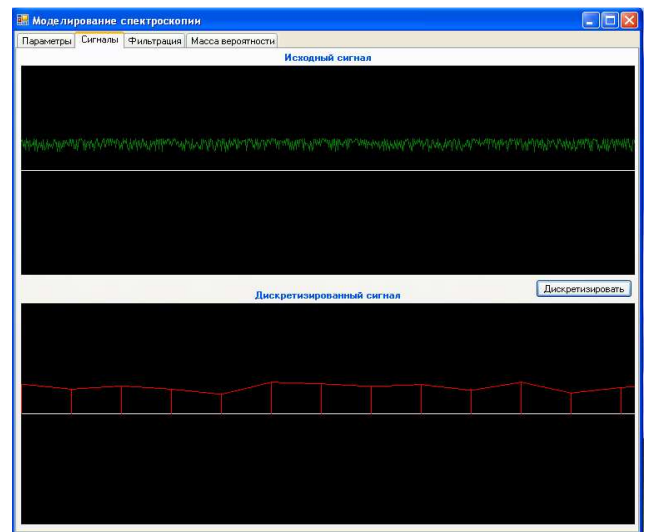 Моделирование спектроскопии
Параметры Сигналы Фильтрация Масса вероятности
Исходный сигнал
Дискретизировать
Дискретизированный сигнал